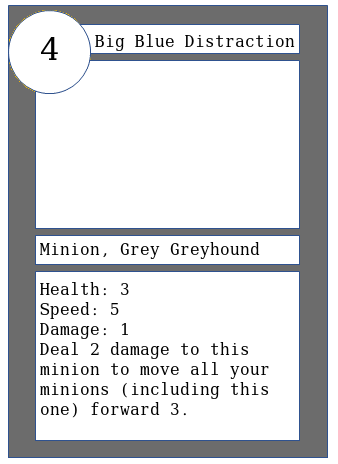 4
Big Blue Distraction
Minion, Grey Greyhound
Health: 3
Speed: 5
Damage: 1
Deal 2 damage to this
minion to move all your
minions (including this
one) forward 3.